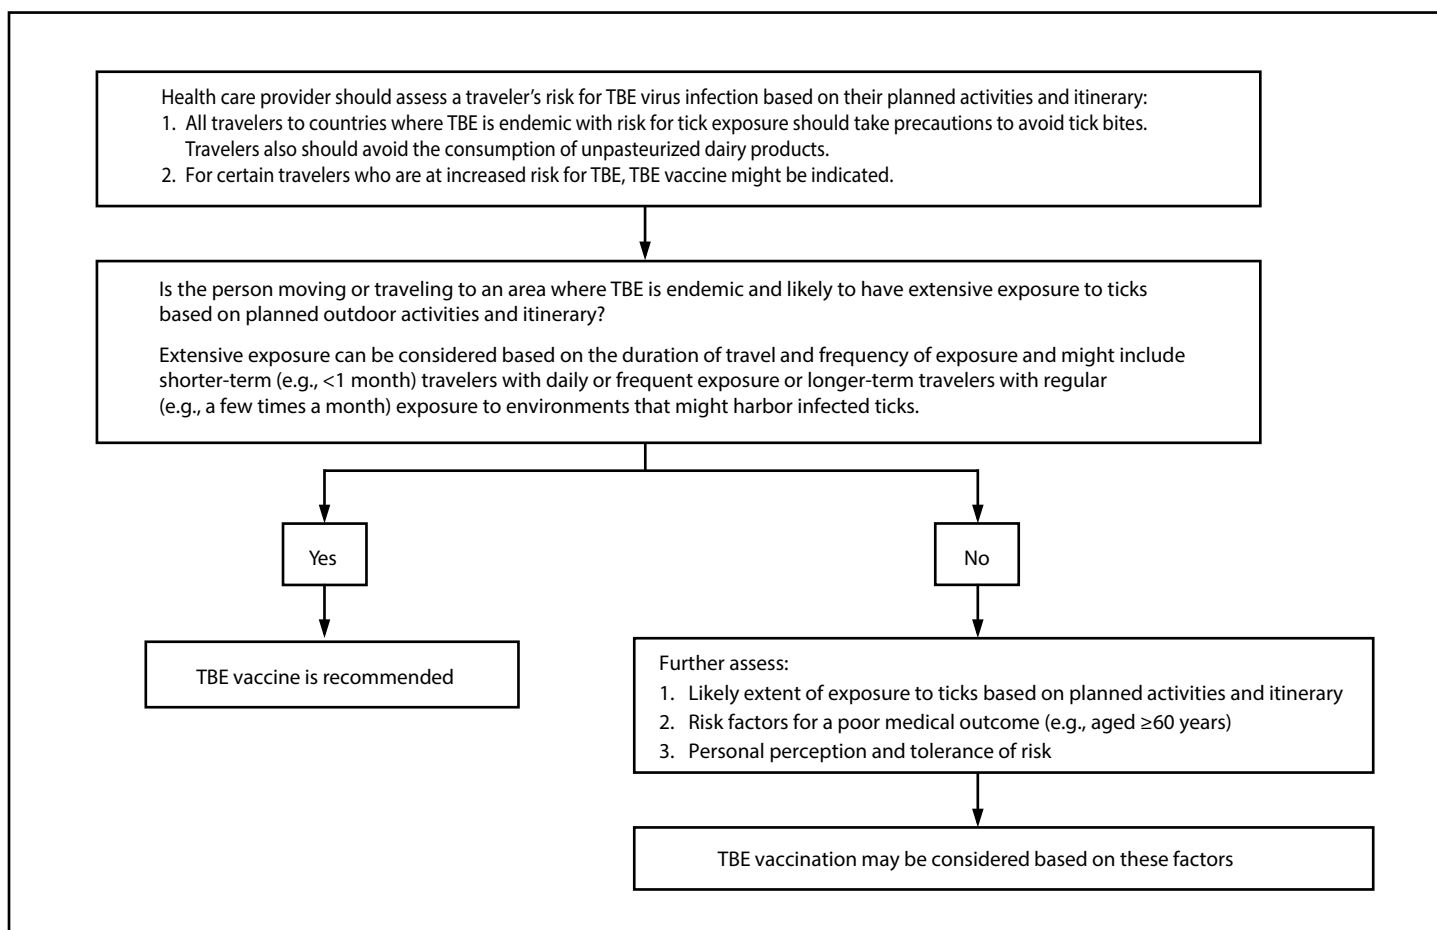 Health care provider should assess a traveler’s risk for TBE virus infection based on their planned activities and itinerary:
1. All travelers to countries where TBE is endemic with risk for tick exposure should take precautions to avoid tick bites.
Travelers also should avoid the consumption of unpasteurized dairy products.
2. For certain travelers who are at increased risk for TBE, TBE vaccine might be indicated.
Is the person moving or traveling to an area where TBE is endemic and likely to have extensive exposure to ticks
based on planned outdoor activities and itinerary?
Extensive exposure can be considered based on the duration of travel and frequency of exposure and might include
shorter-term (e.g., <1 month) travelers with daily or frequent exposure or longer-term travelers with regular
(e.g., a few times a month) exposure to environments that might harbor infected ticks.
Yes
No
TBE vaccine is recommended
Further assess:
1. Likely extent of exposure to ticks based on planned activities and itinerary
2. Risk factors for a poor medical outcome (e.g., aged ≥60 years)
3. Personal perception and tolerance of risk
TBE vaccination may be considered based on these factors